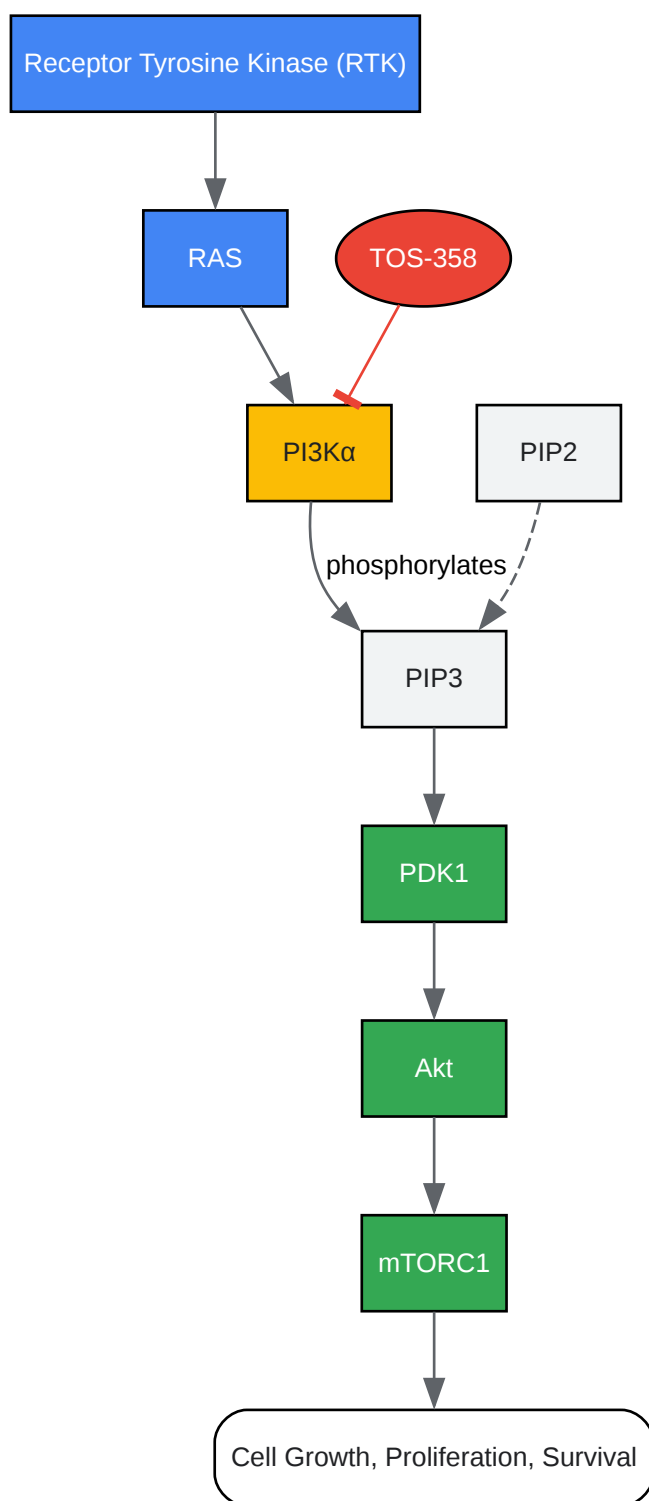 Receptor Tyrosine Kinase (RTK)
RAS
TOS-358
PI3Kα
PIP2
phosphorylates
PIP3
PDK1
Akt
mTORC1
Cell Growth, Proliferation, Survival